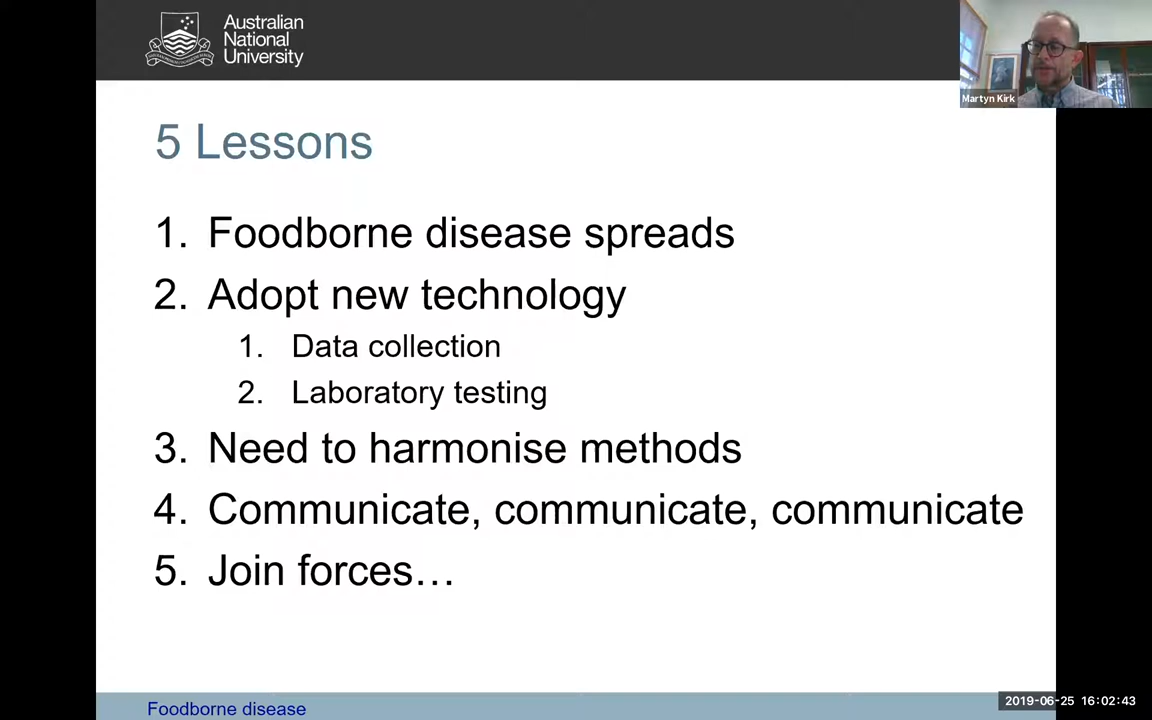 Australian
National
University
Martyn Kirk
5 Lessons
1. Foodborne disease spreads
2. Adopt new technology
1. Data collection
2. Laboratory testing
3. Need to harmonise methods
4. Communicate, communicate, communicate
5. Join forces…
Foodborne disease
2019-06-25 16:02:43